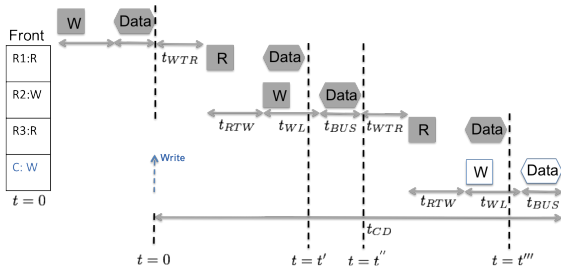 W Data
Front
R1:R
R2:W
R3:R
C: W
t = 0
t_WTR
R Data
W Data
t_RTW t_WL t_BUS t_WTR
R Data
Write
W Data
t_RTW t_WL t_BUS
t_CD
t = 0 t = t' t = t'' t = t'''